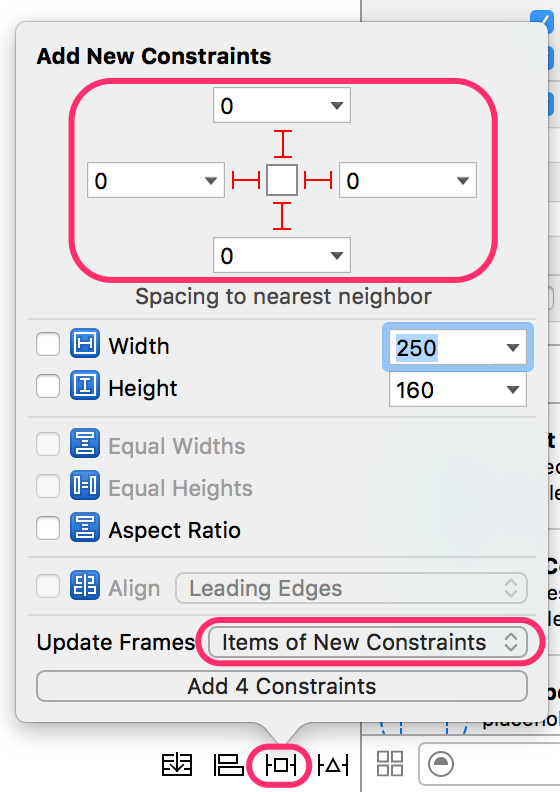 Add New Constraints
0
0
0
0
Spacing to nearest neighbor
Width
250
Height
160
Equal Widths
Equal Heights
Aspect Ratio
Align
Leading Edges
Update Frames
Items of New Constraints
Add 4 Constraints